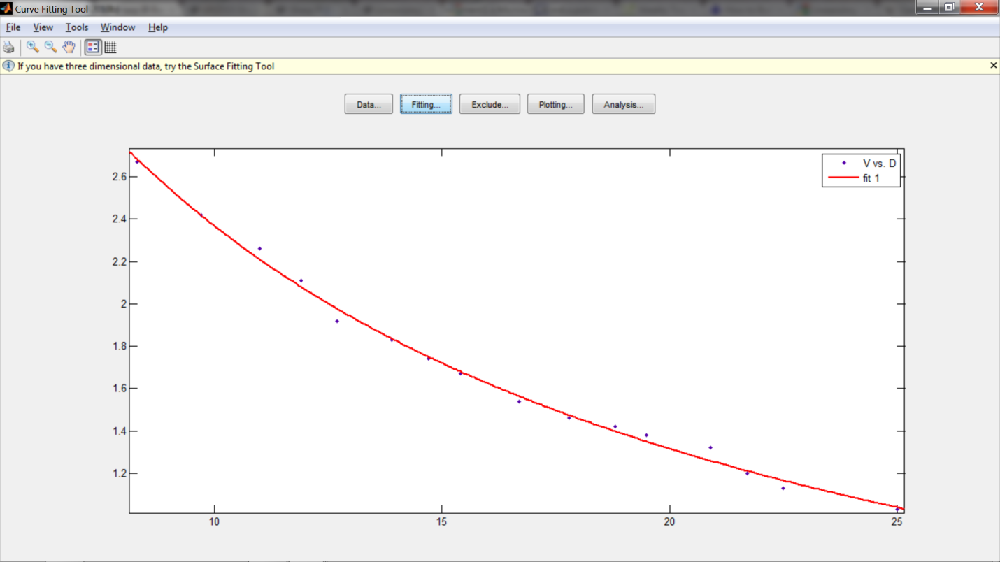 Curve Fitting Tool
File View Tools Window Help
If you have three dimensional data, try the Surface Fitting Tool
Data... Fitting... Exclude... Plotting... Analysis...
V vs. D
fit 1
2.6
2.4
2.2
2
1.8
1.6
1.4
1.2
10 15 20 25